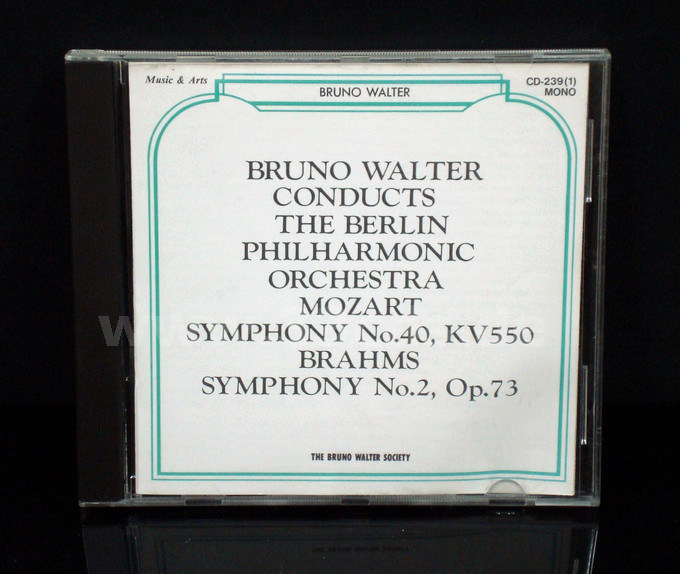 Music & Arts
BRUNO WALTER
CD-239(1)
MONO
BRUNO WALTER
CONDUCTS
THE BERLIN
PHILHARMONIC
ORCHESTRA
MOZART
SYMPHONY No.40, KV550
BRAHMS
SYMPHONY No.2, Op.73
THE BRUNO WALTER SOCIETY